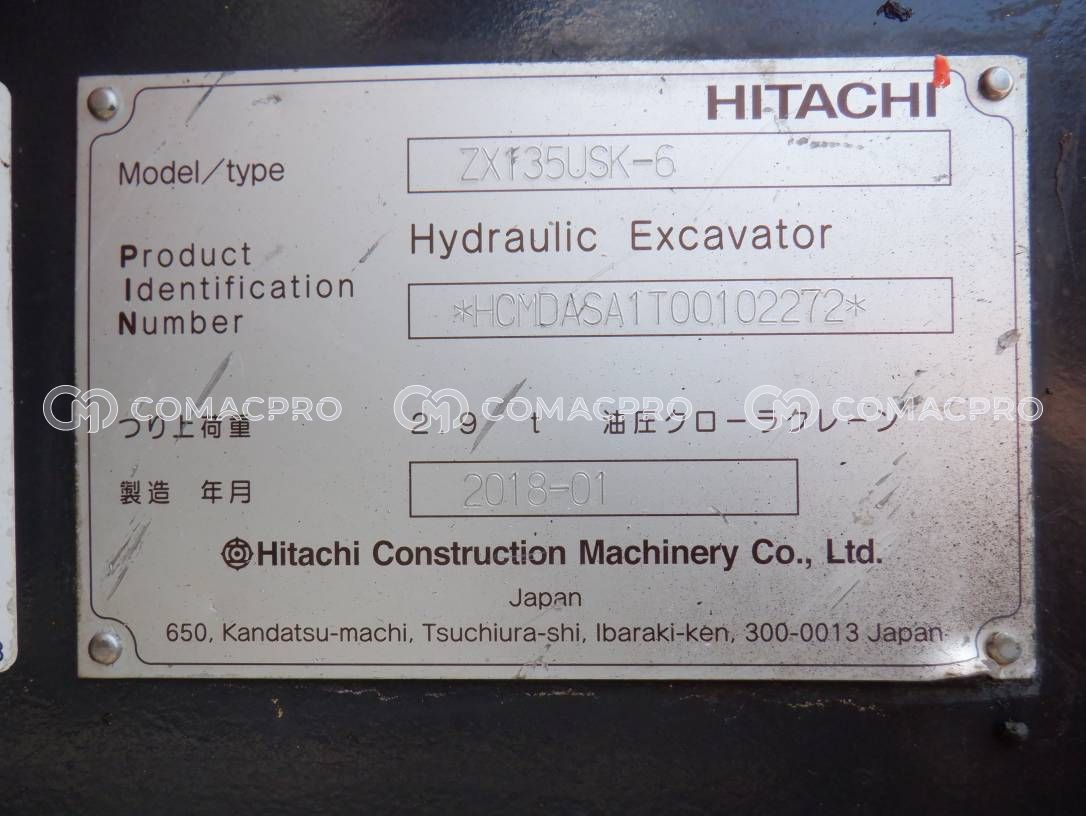 HITACHI
Model/type ZX135USK-6
Hydraulic Excavator
Product
Identification
Number *HCMDASA1T00102272*
つり上荷重 2.9 t 油圧クローラクレーン
COMACPRO COMACPRO COMACPRO
製造 年月 2018-01
Hitachi Construction Machinery Co., Ltd.
Japan
650, Kandatsu-machi, Tsuchiura-shi, Ibaraki-ken, 300-0013 Japan